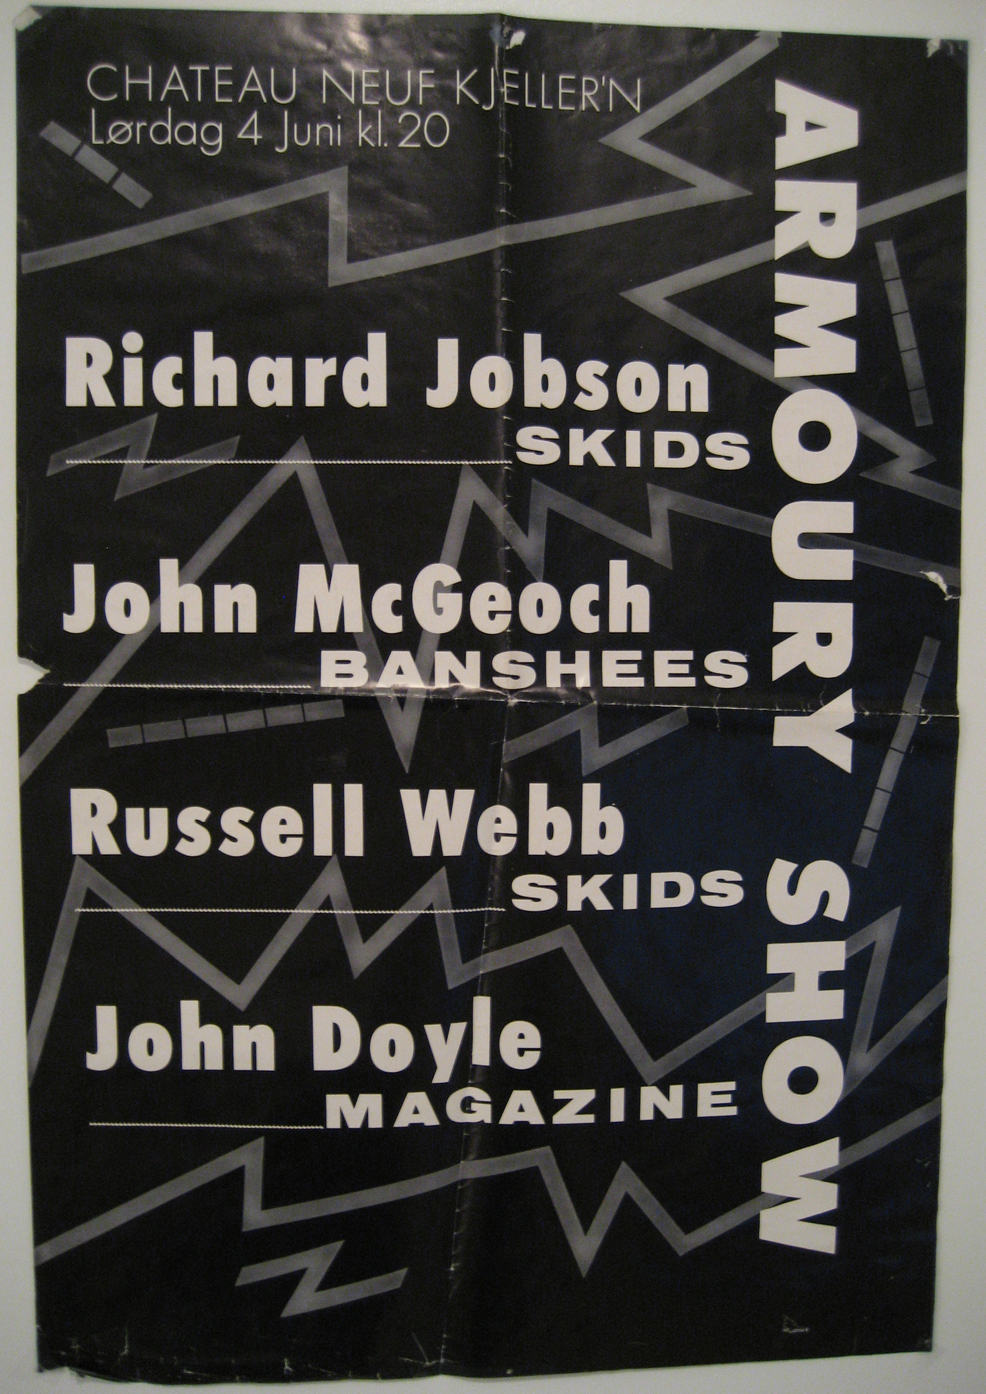 CHATEAU NEUF KJELLER'N
Lørdag 4 Juni kl. 20
ARMOURY SHOW
Richard Jobson
SKIDS
John McGeoch
BANSHEES
Russell Webb
SKIDS
John Doyle
MAGAZINE